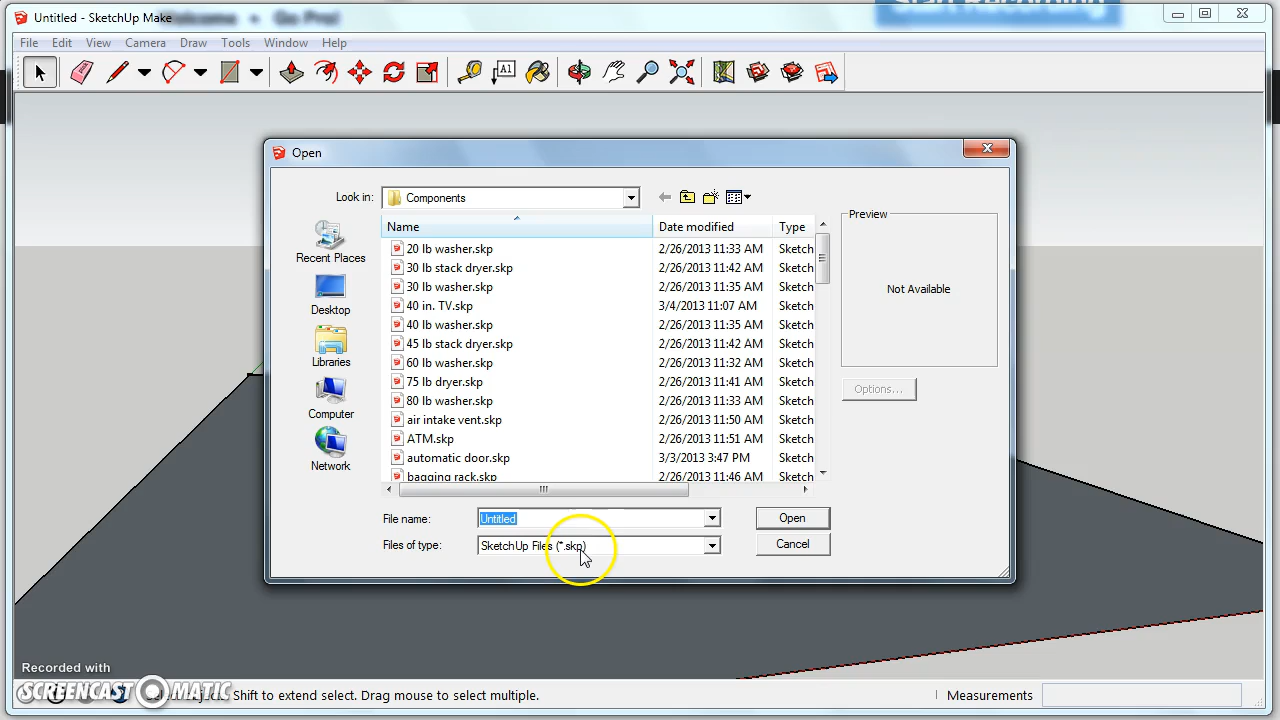 Untitled - SketchUp Make
Welcome + Go Pro!
File Edit View Camera Draw Tools Window Help
A1
Open
Look in: Components
Name Date modified Type
20 lb washer.skp 2/26/2013 11:33 AM Sketch
30 lb stack dryer.skp 2/26/2013 11:42 AM Sketch
30 lb washer.skp 2/26/2013 11:35 AM Sketch
40 in. TV.skp 3/4/2013 11:07 AM Sketch
40 lb washer.skp 2/26/2013 11:35 AM Sketch
45 lb stack dryer.skp 2/26/2013 11:42 AM Sketch
60 lb washer.skp 2/26/2013 11:32 AM Sketch
75 lb dryer.skp 2/26/2013 11:41 AM Sketch
80 lb washer.skp 2/26/2013 11:33 AM Sketch
air intake vent.skp 2/26/2013 11:50 AM Sketch
ATM.skp 2/26/2013 11:51 AM Sketch
automatic door.skp 3/3/2013 3:47 PM Sketch
bagging rack.skp 2/26/2013 11:46 AM Sketch
Recent Places
Desktop
Libraries
Computer
Network
Preview
Not Available
Options...
File name: Untitled Open
Files of type: SketchUp Files (*.skp) Cancel
Recorded with
SCREENCAST-O-MATIC
Shift to extend select. Drag mouse to select multiple.
Measurements